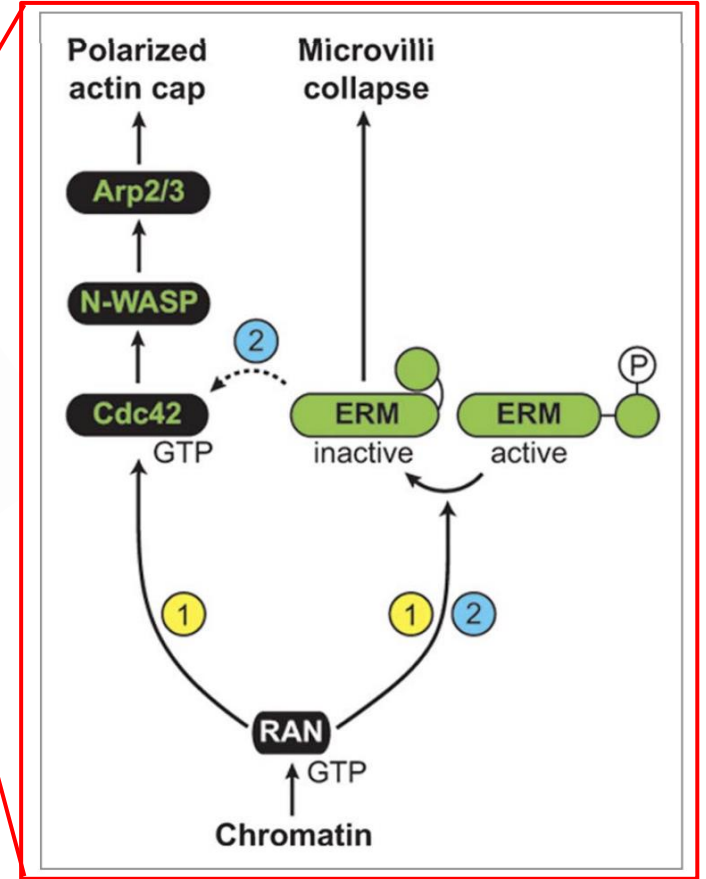 Polarized
actin cap
Microvilli
collapse
Arp2/3
N-WASP
2
P
Cdc42
GTP
ERM
inactive
ERM
active
1
1
2
RAN
GTP
Chromatin